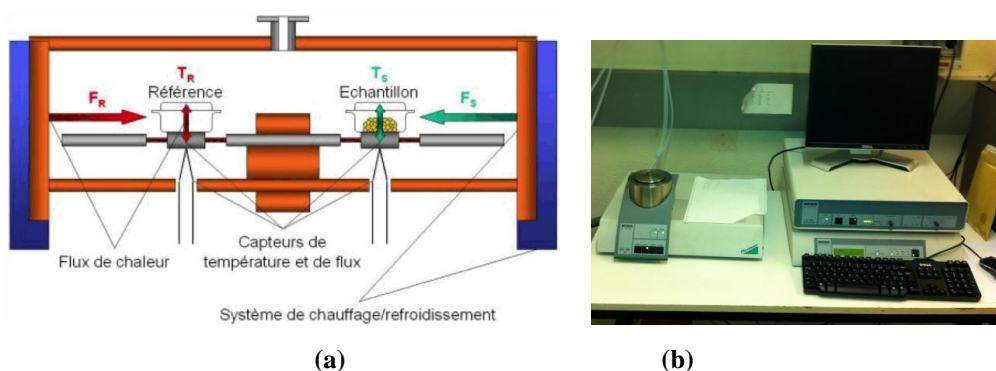 T_R
T_S
Référence
Echantillon
F_R
F_S
Flux de chaleur
Capteurs de
température et de flux
Système de chauffage/refroidissement
(a)
(b)